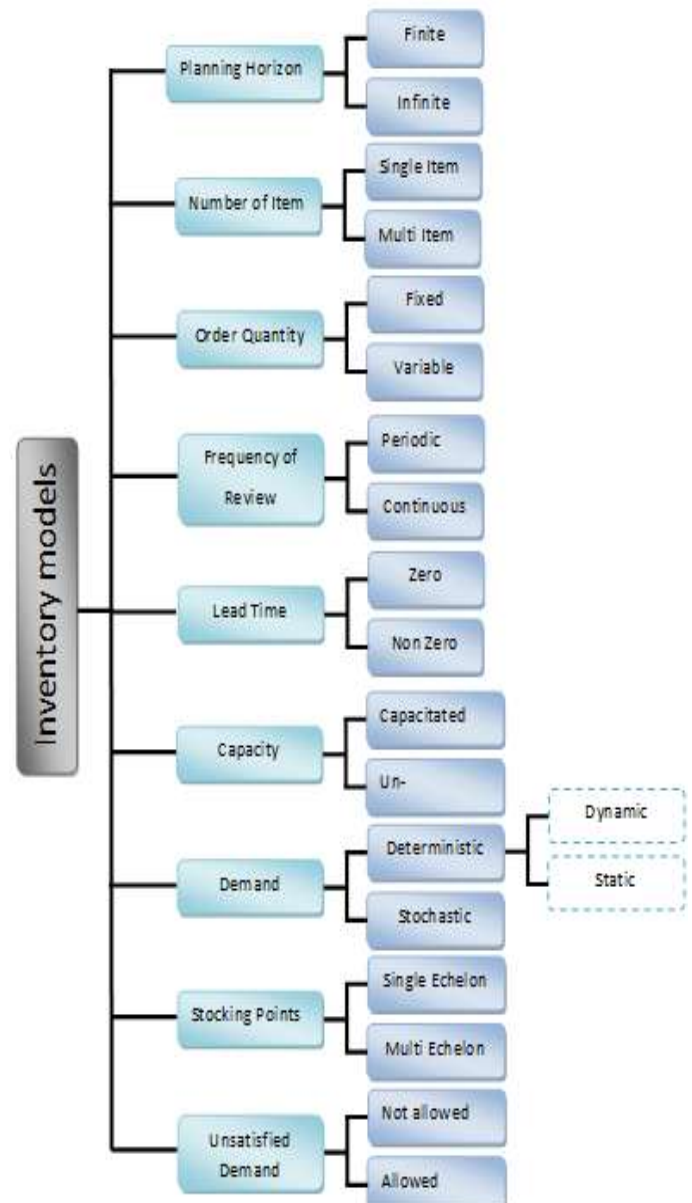 Inventory models
Planning Horizon
Finite
Infinite
Number of Item
Single Item
Multi Item
Order Quantity
Fixed
Variable
Frequency of
Review
Periodic
Continuous
Lead Time
Zero
Non Zero
Capacity
Capacitated
Un-
Demand
Deterministic
Dynamic
Static
Stochastic
Stocking Points
Single Echelon
Multi Echelon
Unsatisfied
Demand
Not allowed
Allowed